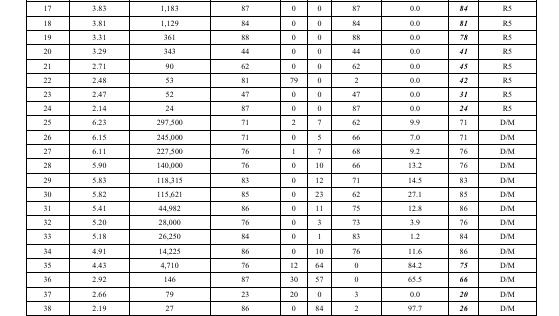 17 3.83 1,183 87 0 0 87 0.0 84 R5
18 3.81 1,129 84 0 0 84 0.0 81 R5
19 3.31 361 88 0 0 88 0.0 78 R5
20 3.29 343 44 0 0 44 0.0 41 R5
21 2.71 90 62 0 0 62 0.0 45 R5
22 2.48 53 81 79 0 2 0.0 42 R5
23 2.47 52 47 0 0 47 0.0 31 R5
24 2.14 24 87 0 0 87 0.0 24 R5
25 6.23 297,500 71 2 7 62 9.9 71 D/M
26 6.15 245,000 71 0 5 66 7.0 71 D/M
27 6.11 227,500 76 1 7 68 9.2 76 D/M
28 5.90 140,000 76 0 10 66 13.2 76 D/M
29 5.83 118,315 83 0 12 71 14.5 83 D/M
30 5.82 115,621 85 0 23 62 27.1 85 D/M
31 5.41 44,982 86 0 11 75 12.8 86 D/M
32 5.20 28,000 76 0 3 73 3.9 76 D/M
33 5.18 26,250 84 0 1 83 1.2 84 D/M
34 4.91 14,225 86 0 10 76 11.6 86 D/M
35 4.43 4,710 76 12 64 0 84.2 75 D/M
36 2.92 146 87 30 57 0 65.5 66 D/M
37 2.66 79 23 20 0 3 0.0 20 D/M
38 2.19 27 86 0 84 2 97.7 26 D/M